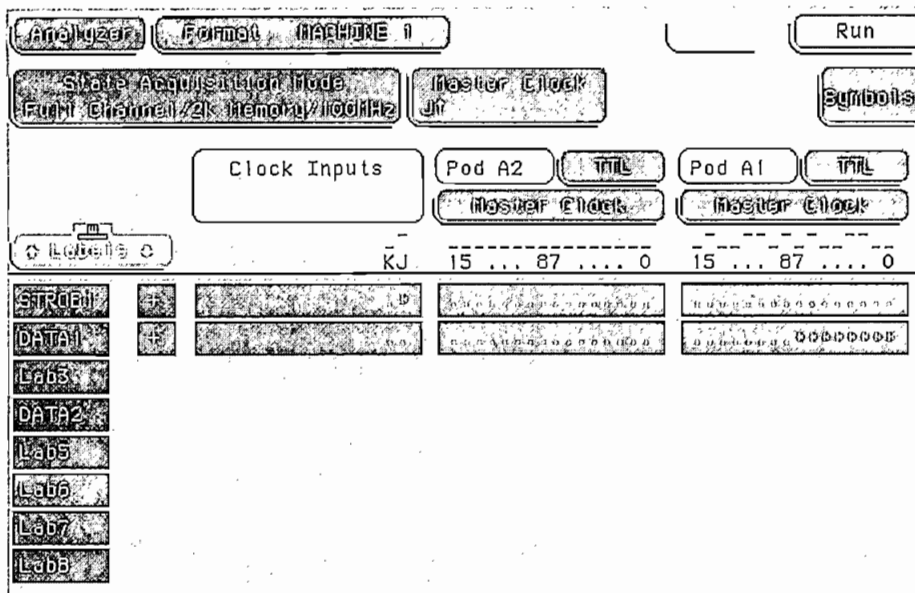 Analyzer Format MACHINE 1 Run
State Acquisition Mode
Full Channel/2k Memory/100MHz
Master Clock
J↑
Symbols
Clock Inputs
Pod A2 TTL
Master Clock
Pod A1 TTL
Master Clock
Labels
KJ 15 ... 87 .... 0 15 ... 87 .... 0
STROB1 +
DATA1 +
Lab3
DATA2
Lab5
Lab6
Lab7
Lab8